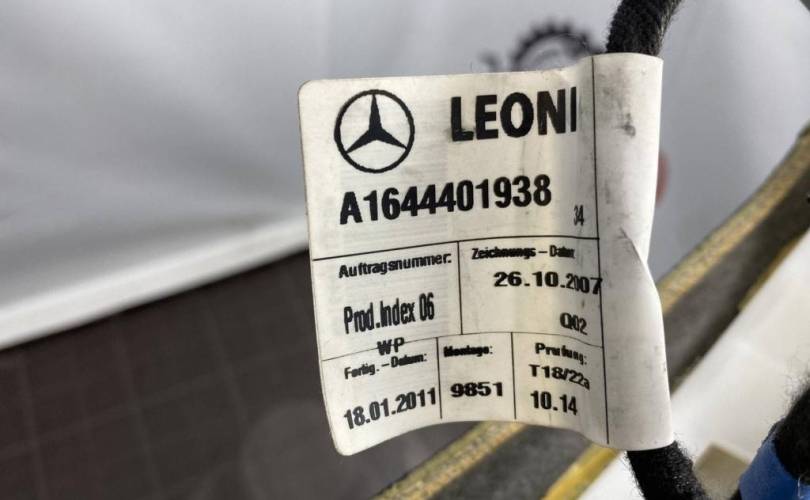 LEONI
A1644401938
34
Auftragsnummer:
Zeichnungs - Datum
26.10.2007
Prod.Index 06
Q02
WP
Fertig. - Datum:
Montage:
Prüfung:
T18/22a
18.01.2011
9851
10.14